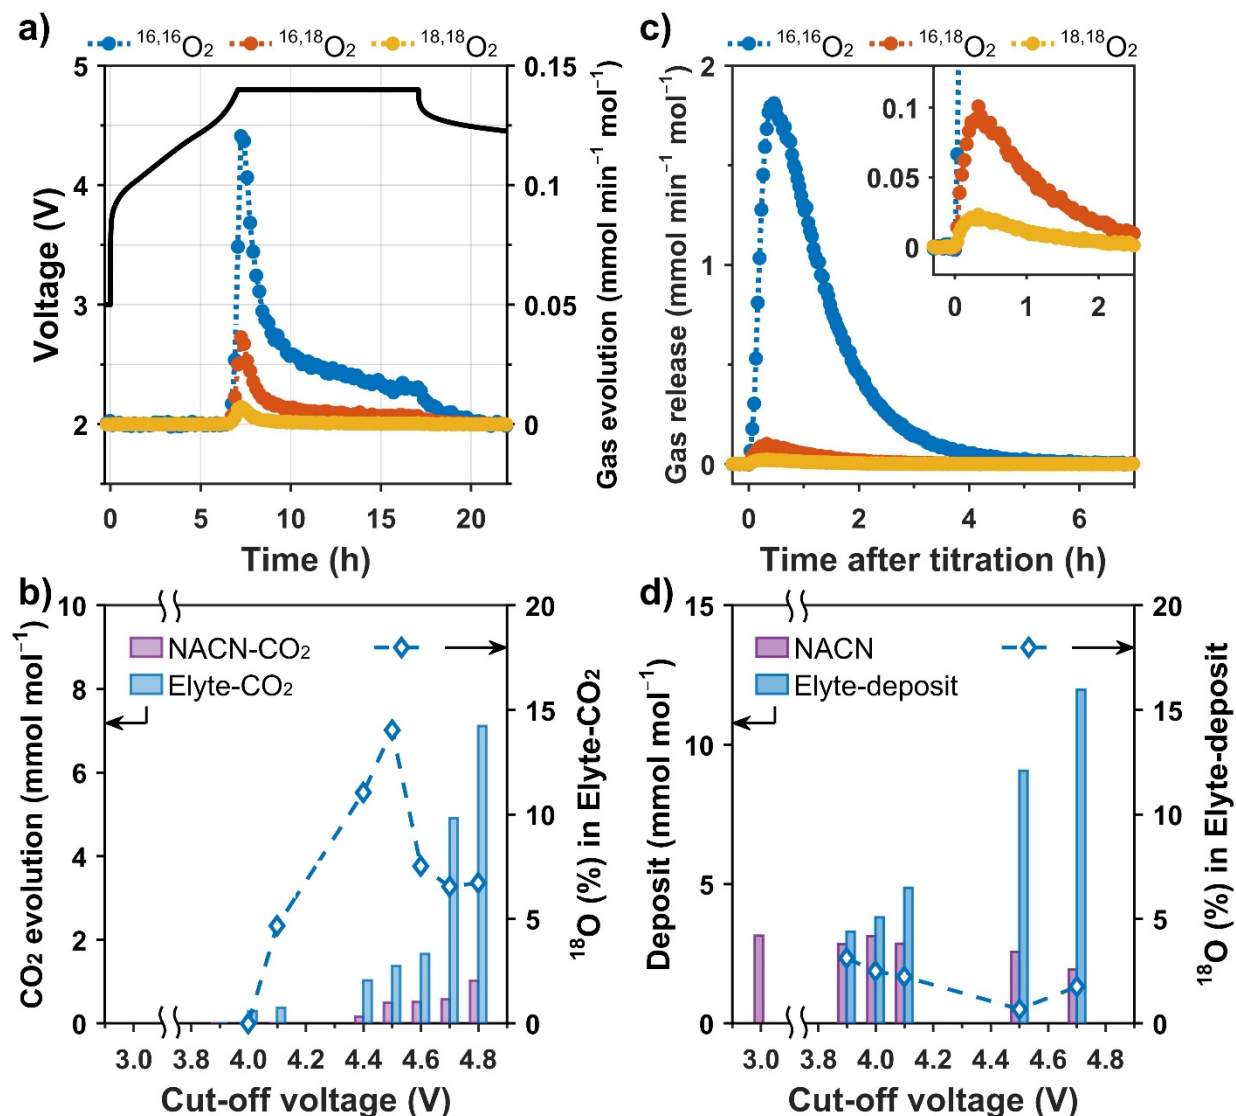 a)
¹⁶,¹⁶O₂ ¹⁶,¹⁸O₂ ¹⁸,¹⁸O₂
Voltage (V)
5
4
3
2
0.15
0.1
0.05
0
Gas evolution (mmol min⁻¹ mol⁻¹)
0 5 10 15 20
Time (h)
c)
¹⁶,¹⁶O₂ ¹⁶,¹⁸O₂ ¹⁸,¹⁸O₂
Gas release (mmol min⁻¹ mol⁻¹)
2
1
0
0.1
0.05
0
0 1 2
0 2 4 6
Time after titration (h)
b)
CO₂ evolution (mmol mol⁻¹)
10
8
6
4
2
0
NACN-CO₂
Elyte-CO₂
20
15
10
5
0
¹⁸O (%) in Elyte-CO₂
3.0 3.8 4.0 4.2 4.4 4.6 4.8
Cut-off voltage (V)
d)
Deposit (mmol mol⁻¹)
15
10
5
0
NACN
Elyte-deposit
20
15
10
5
0
¹⁸O (%) in Elyte-deposit
3.0 3.8 4.0 4.2 4.4 4.6 4.8
Cut-off voltage (V)